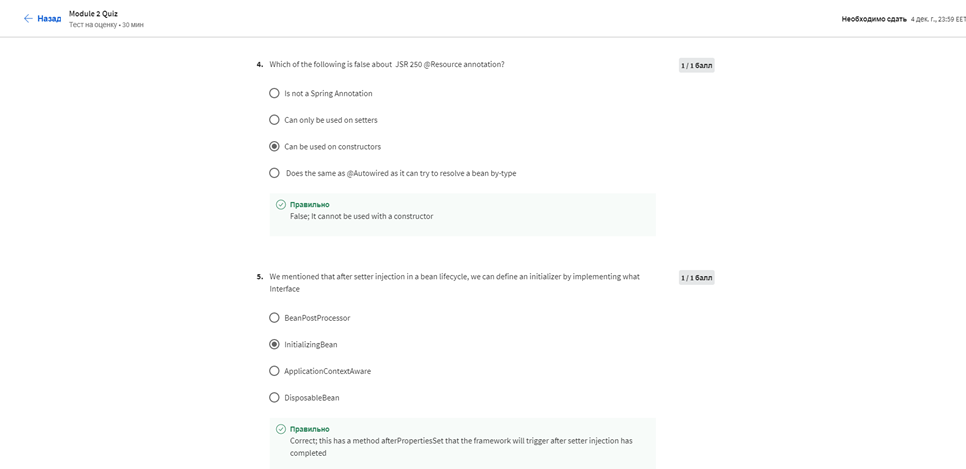 Назад
Module 2 Quiz
Тест на оценку • 30 мин
Необходимо сдать 4 дек. г., 23:59 EET
4. Which of the following is false about JSR 250 @Resource annotation?
1 / 1 балл
Is not a Spring Annotation
Can only be used on setters
Can be used on constructors
Does the same as @Autowired as it can try to resolve a bean by-type
Правильно
False; It cannot be used with a constructor
5. We mentioned that after setter injection in a bean lifecycle, we can define an initializer by implementing what
Interface
1 / 1 балл
BeanPostProcessor
InitializingBean
ApplicationContextAware
DisposableBean
Правильно
Correct; this has a method afterPropertiesSet that the framework will trigger after setter injection has
completed